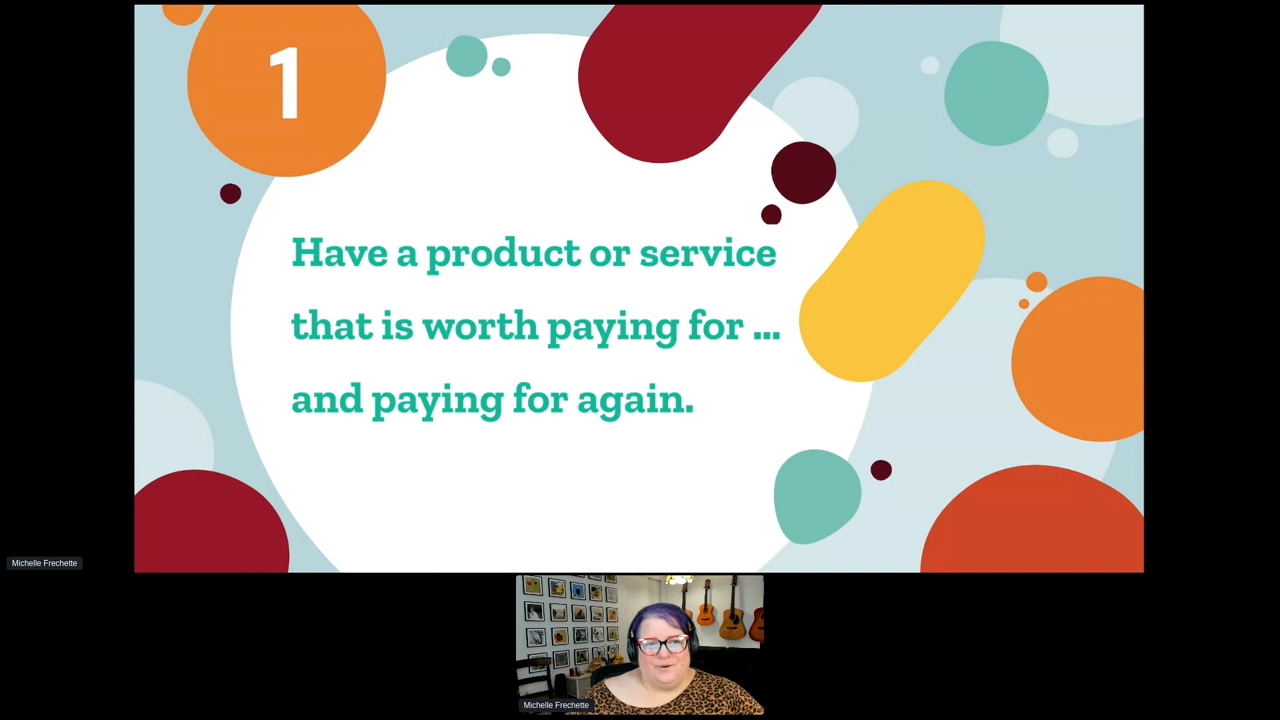 1
Have a product or service
that is worth paying for ...
and paying for again.
Michelle Frechette
Michelle Frechette